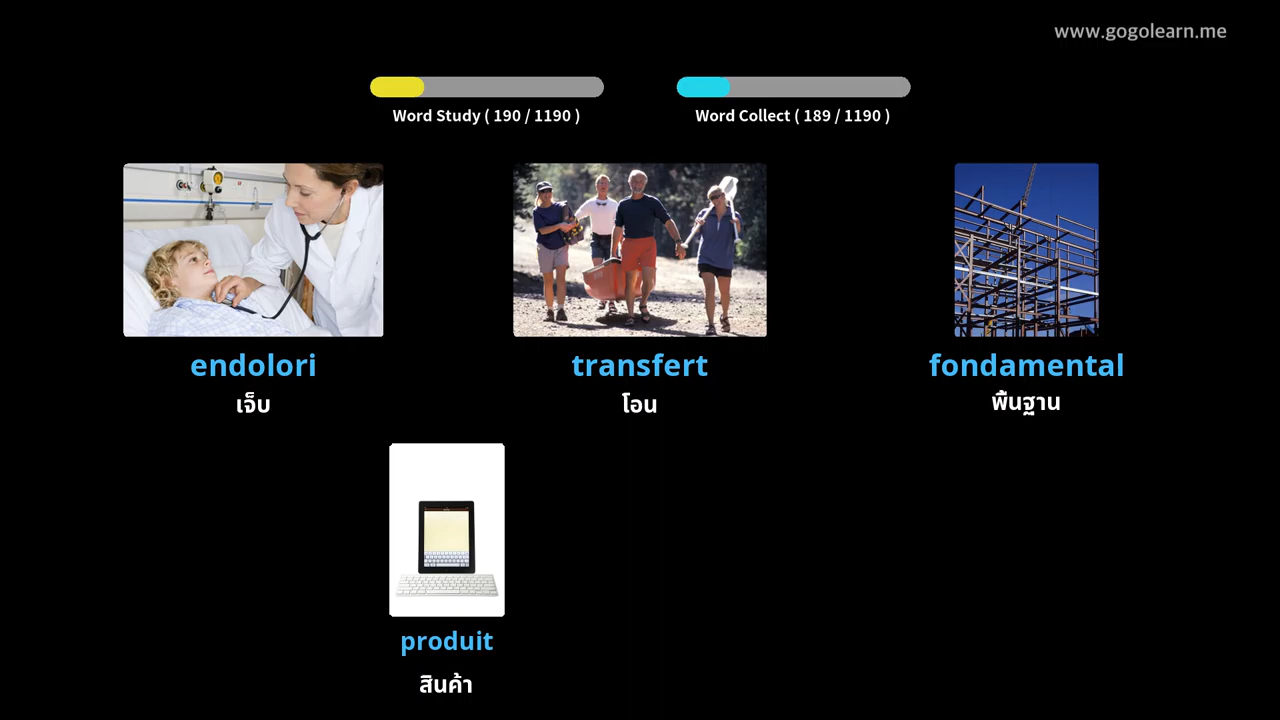 www.gogolearn.me
Word Study ( 190 / 1190 )
Word Collect ( 189 / 1190 )
endolori
เจ็บ
transfert
โอน
fondamental
พื้นฐาน
produit
สินค้า